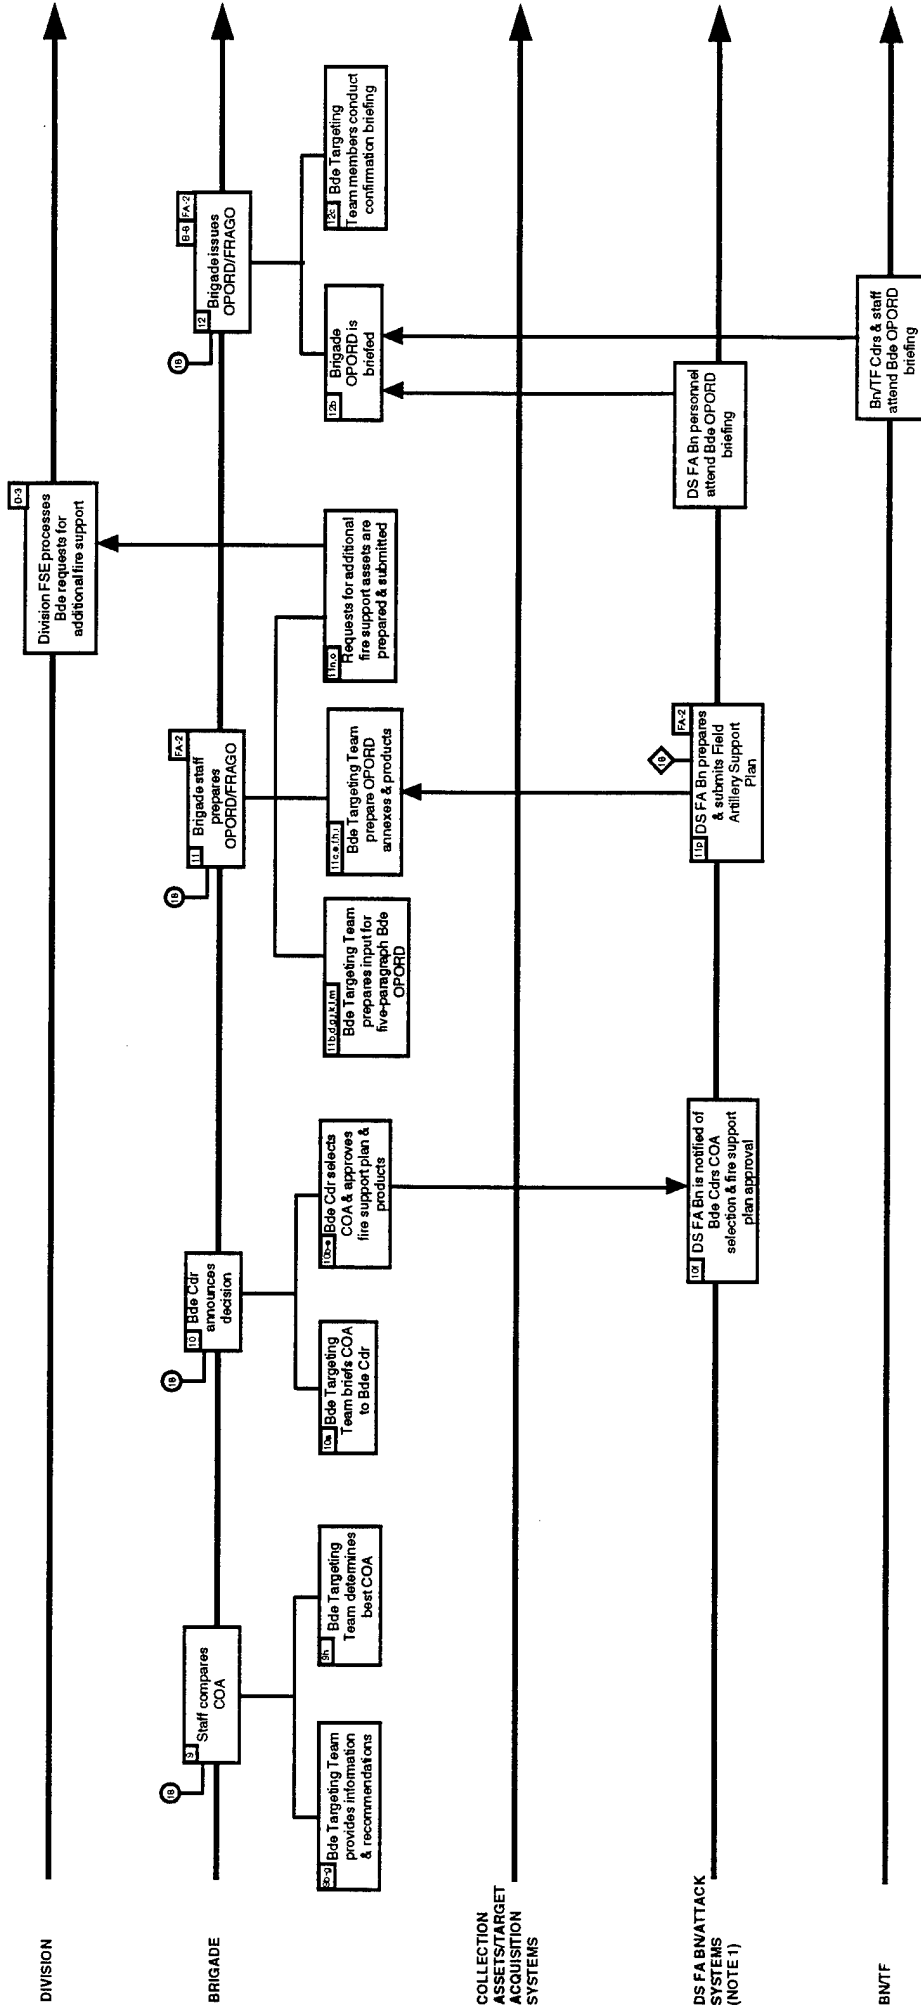 DIVISION
D-3
Division FSE processes
Bde requests for
additional fire support
BRIGADE
18
9
Staff compares
COA
9b-g
Bde Targeting Team
provides information
& recommendations
9h
Bde Targeting
Team determines
best COA
18
10
Bde Cdr
announces
decision
10a
Bde Targeting
Team briefs COA
to Bde Cdr
10b-e
Bde Cdr selects
COA & approves
fire support plan &
products
18
11
FA-2
Brigade staff
prepares
OPORD/FRAGO
Bde Targeting Team
prepares input for
five-paragraph Bde
OPORD
Bde Targeting Team
prepare OPORD
annexes & products
11n,o
Requests for additional
fire support assets are
prepared & submitted
18
12
B-6
FA-2
Brigade issues
OPORD/FRAGO
12b
Brigade
OPORD is
briefed
12c
Bde Targeting
Team members conduct
confirmation briefing
COLLECTION
ASSETS/TARGET
ACQUISITION
SYSTEMS
DS FA BN/ATTACK
SYSTEMS
(NOTE 1)
10f
DS FA Bn is notified of
Bde Cdrs COA
selection & fire support
plan approval
18
11p
FA-2
DS FA Bn prepares
& submits Field
Artillery Support
Plan
DS FA Bn personnel
attend Bde OPORD
briefing
BN/TF
Bn/TF Cdrs & staff
attend Bde OPORD
briefing